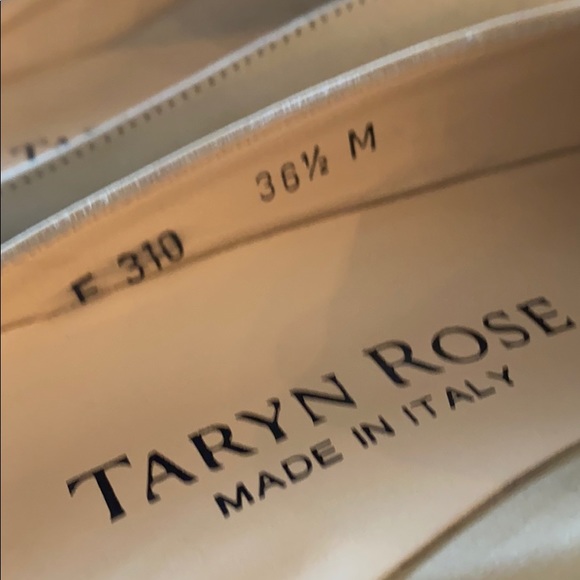 36½ M
F 310
TARYN ROSE
MADE IN ITALY